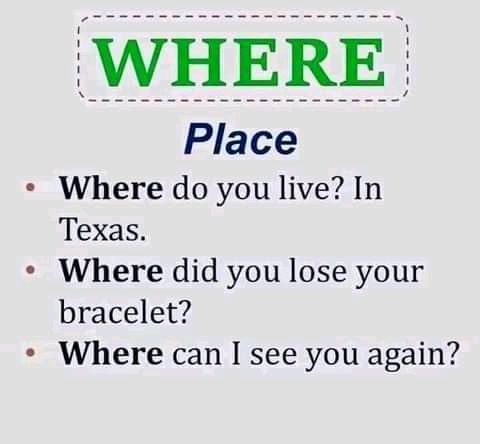 WHERE
Place
• Where do you live? In
Texas.
• Where did you lose your
bracelet?
• Where can I see you again?